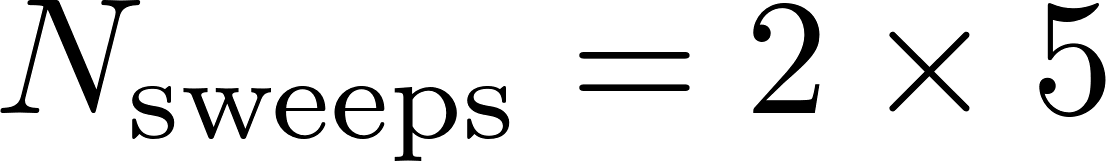 N_sweeps = 2 × 5